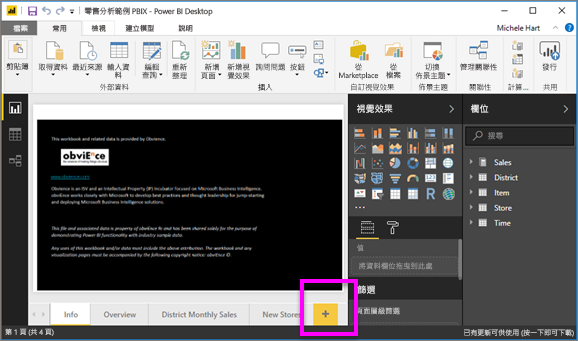 零售分析範例 PBIX - Power BI Desktop
Michele Hart
檔案 常用 檢視 建立模型 說明
剪貼簿 取得資料 最近來源 輸入資料 編輯查詢 重新整理 新增頁面 新增視覺效果 詢問問題 按鈕 從 Marketplace 從檔案 切換佈景主題 管理關聯性 發行
外部資料 插入 自訂視覺效果 佈景主題 關聯性 計算... 共用
This workbook and related data is provided by Obvience.
obviEnce
www.obvience.com
Obvience is an ISV and an Intellectual Property (IP) Incubator focused on Microsoft Business Intelligence.
obviEnce works closely with Microsoft to develop best practices and thought leadership for jump-starting
and deploying Microsoft Business Intelligence solutions.
This file and associated data is property of obviEnce llc and has been shared solely for the purpose of
demonstrating Power BI functionality with industry sample data.
Any uses of this workbook and/or data must include the above attribution. The workbook and any
visualization pages must be accompanied by the following copyright notice: obviEnce ©.
視覺效果
R
值
將資料欄位拖曳到此處
篩選
頁面層級篩選
欄位
搜尋
Sales
District
Item
Store
Time
Info Overview District Monthly Sales New Store +
第 1 頁 (共 4 頁)
已有更新可供使用 (按一下即可下載)